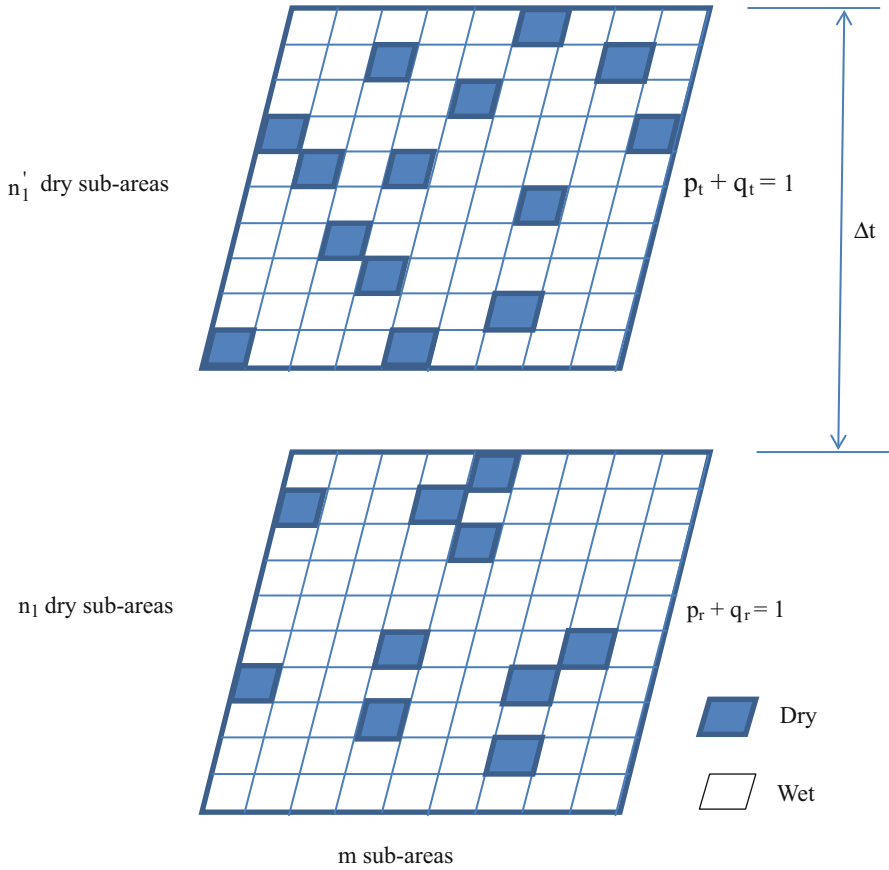 n₁' dry sub-areas
pₜ + qₜ = 1
Δt
n₁ dry sub-areas
pᵣ + qᵣ = 1
Dry
Wet
m sub-areas